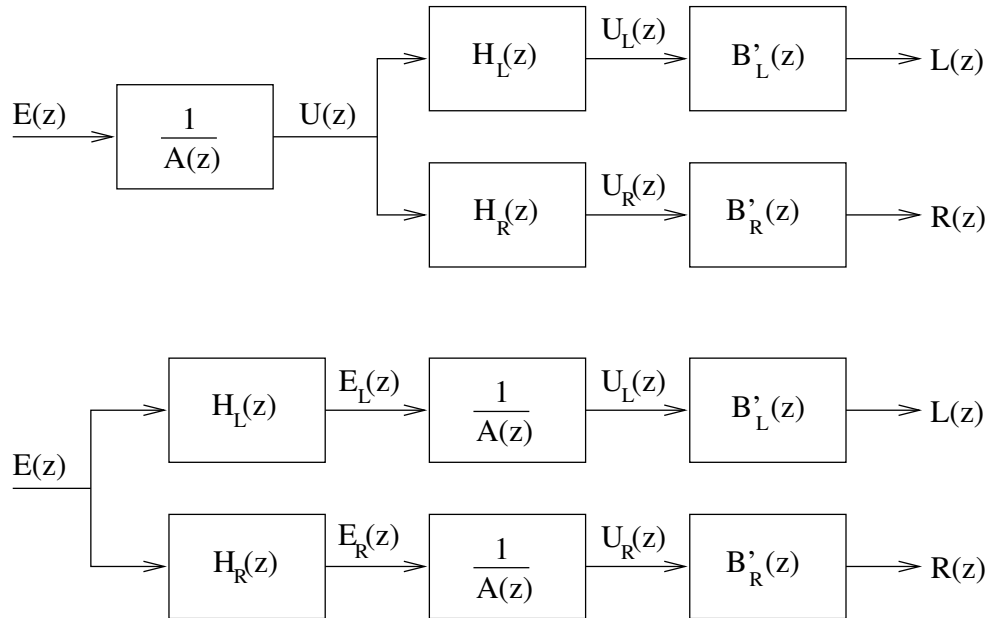 U_L(z)
H_L(z)
B'_L(z)
L(z)
E(z)
1
A(z)
U(z)
U_R(z)
H_R(z)
B'_R(z)
R(z)
E_L(z)
U_L(z)
H_L(z)
1
A(z)
B'_L(z)
L(z)
E(z)
E_R(z)
U_R(z)
H_R(z)
1
A(z)
B'_R(z)
R(z)